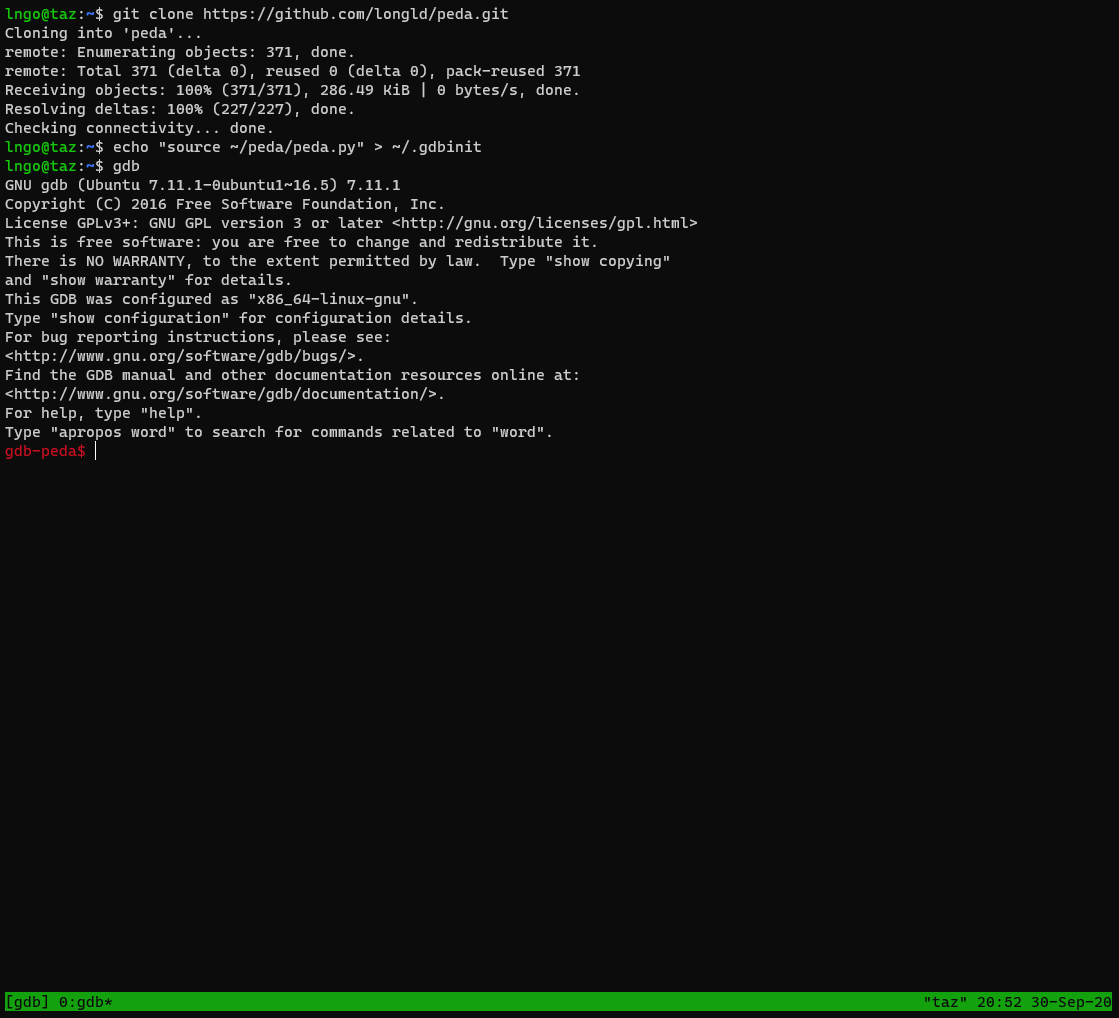 lngo@taz:~$ git clone https://github.com/longld/peda.git
Cloning into 'peda'...
remote: Enumerating objects: 371, done.
remote: Total 371 (delta 0), reused 0 (delta 0), pack-reused 371
Receiving objects: 100% (371/371), 286.49 KiB | 0 bytes/s, done.
Resolving deltas: 100% (227/227), done.
Checking connectivity... done.
lngo@taz:~$ echo "source ~/peda/peda.py" > ~/.gdbinit
lngo@taz:~$ gdb
GNU gdb (Ubuntu 7.11.1-0ubuntu1~16.5) 7.11.1
Copyright (C) 2016 Free Software Foundation, Inc.
License GPLv3+: GNU GPL version 3 or later <http://gnu.org/licenses/gpl.html>
This is free software: you are free to change and redistribute it.
There is NO WARRANTY, to the extent permitted by law.  Type "show copying"
and "show warranty" for details.
This GDB was configured as "x86_64-linux-gnu".
Type "show configuration" for configuration details.
For bug reporting instructions, please see:
<http://www.gnu.org/software/gdb/bugs/>.
Find the GDB manual and other documentation resources online at:
<http://www.gnu.org/software/gdb/documentation/>.
For help, type "help".
Type "apropos word" to search for commands related to "word".
gdb-peda$
[gdb] 0:gdb* "taz" 20:52 30-Sep-20